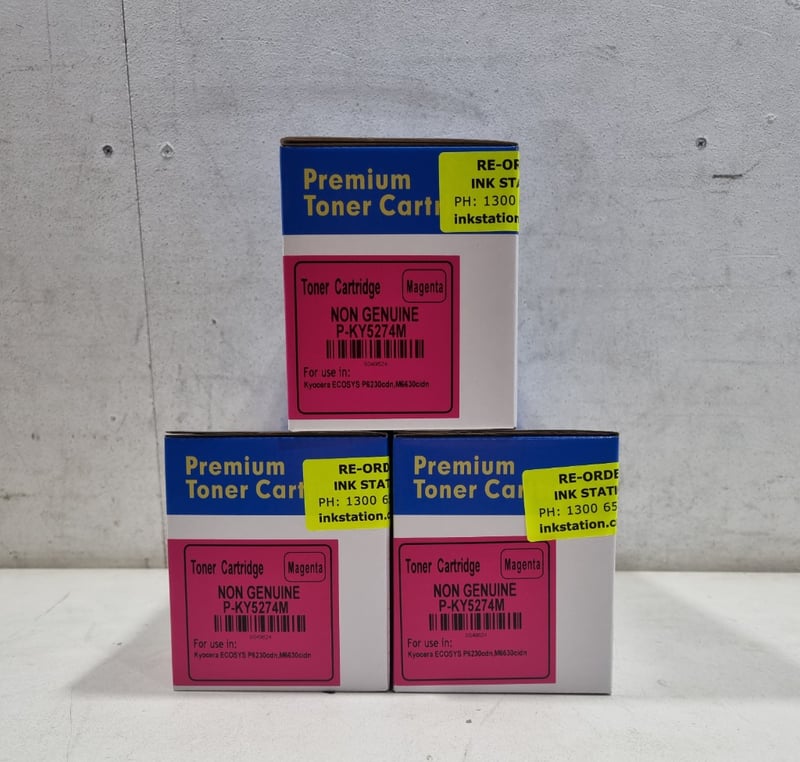 Premium
Toner Cartr
RE-OR
INK STA
PH: 1300
inkstation
Toner Cartridge
Magenta
NON GENUINE
P-KY5274M
For use in:
Kyocera ECOSYS P6230cdn,M6630cidn
Premium
Toner Cart
RE-ORD
INK STAT
PH: 1300 6
inkstation.c
Toner Cartridge
Magenta
NON GENUINE
P-KY5274M
For use in:
Kyocera ECOSYS P6230cdn,M6630cidn
Premium
Toner Car
RE-ORDE
INK STATI
PH: 1300 65
inkstation.c
Toner Cartridge
Magenta
NON GENUINE
P-KY5274M
For use in:
Kyocera ECOSYS P6230cdn,M6630cidn